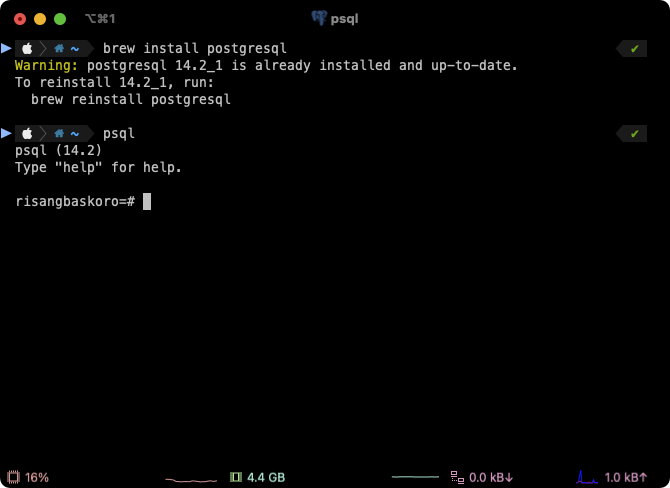 ⌥⌘1
psql
~ brew install postgresql ✔
Warning: postgresql 14.2_1 is already installed and up-to-date.
To reinstall 14.2_1, run:
brew reinstall postgresql
~ psql ✔
psql (14.2)
Type "help" for help.
risangbaskoro=#
16% 4.4 GB 0.0 kB↓ 1.0 kB↑